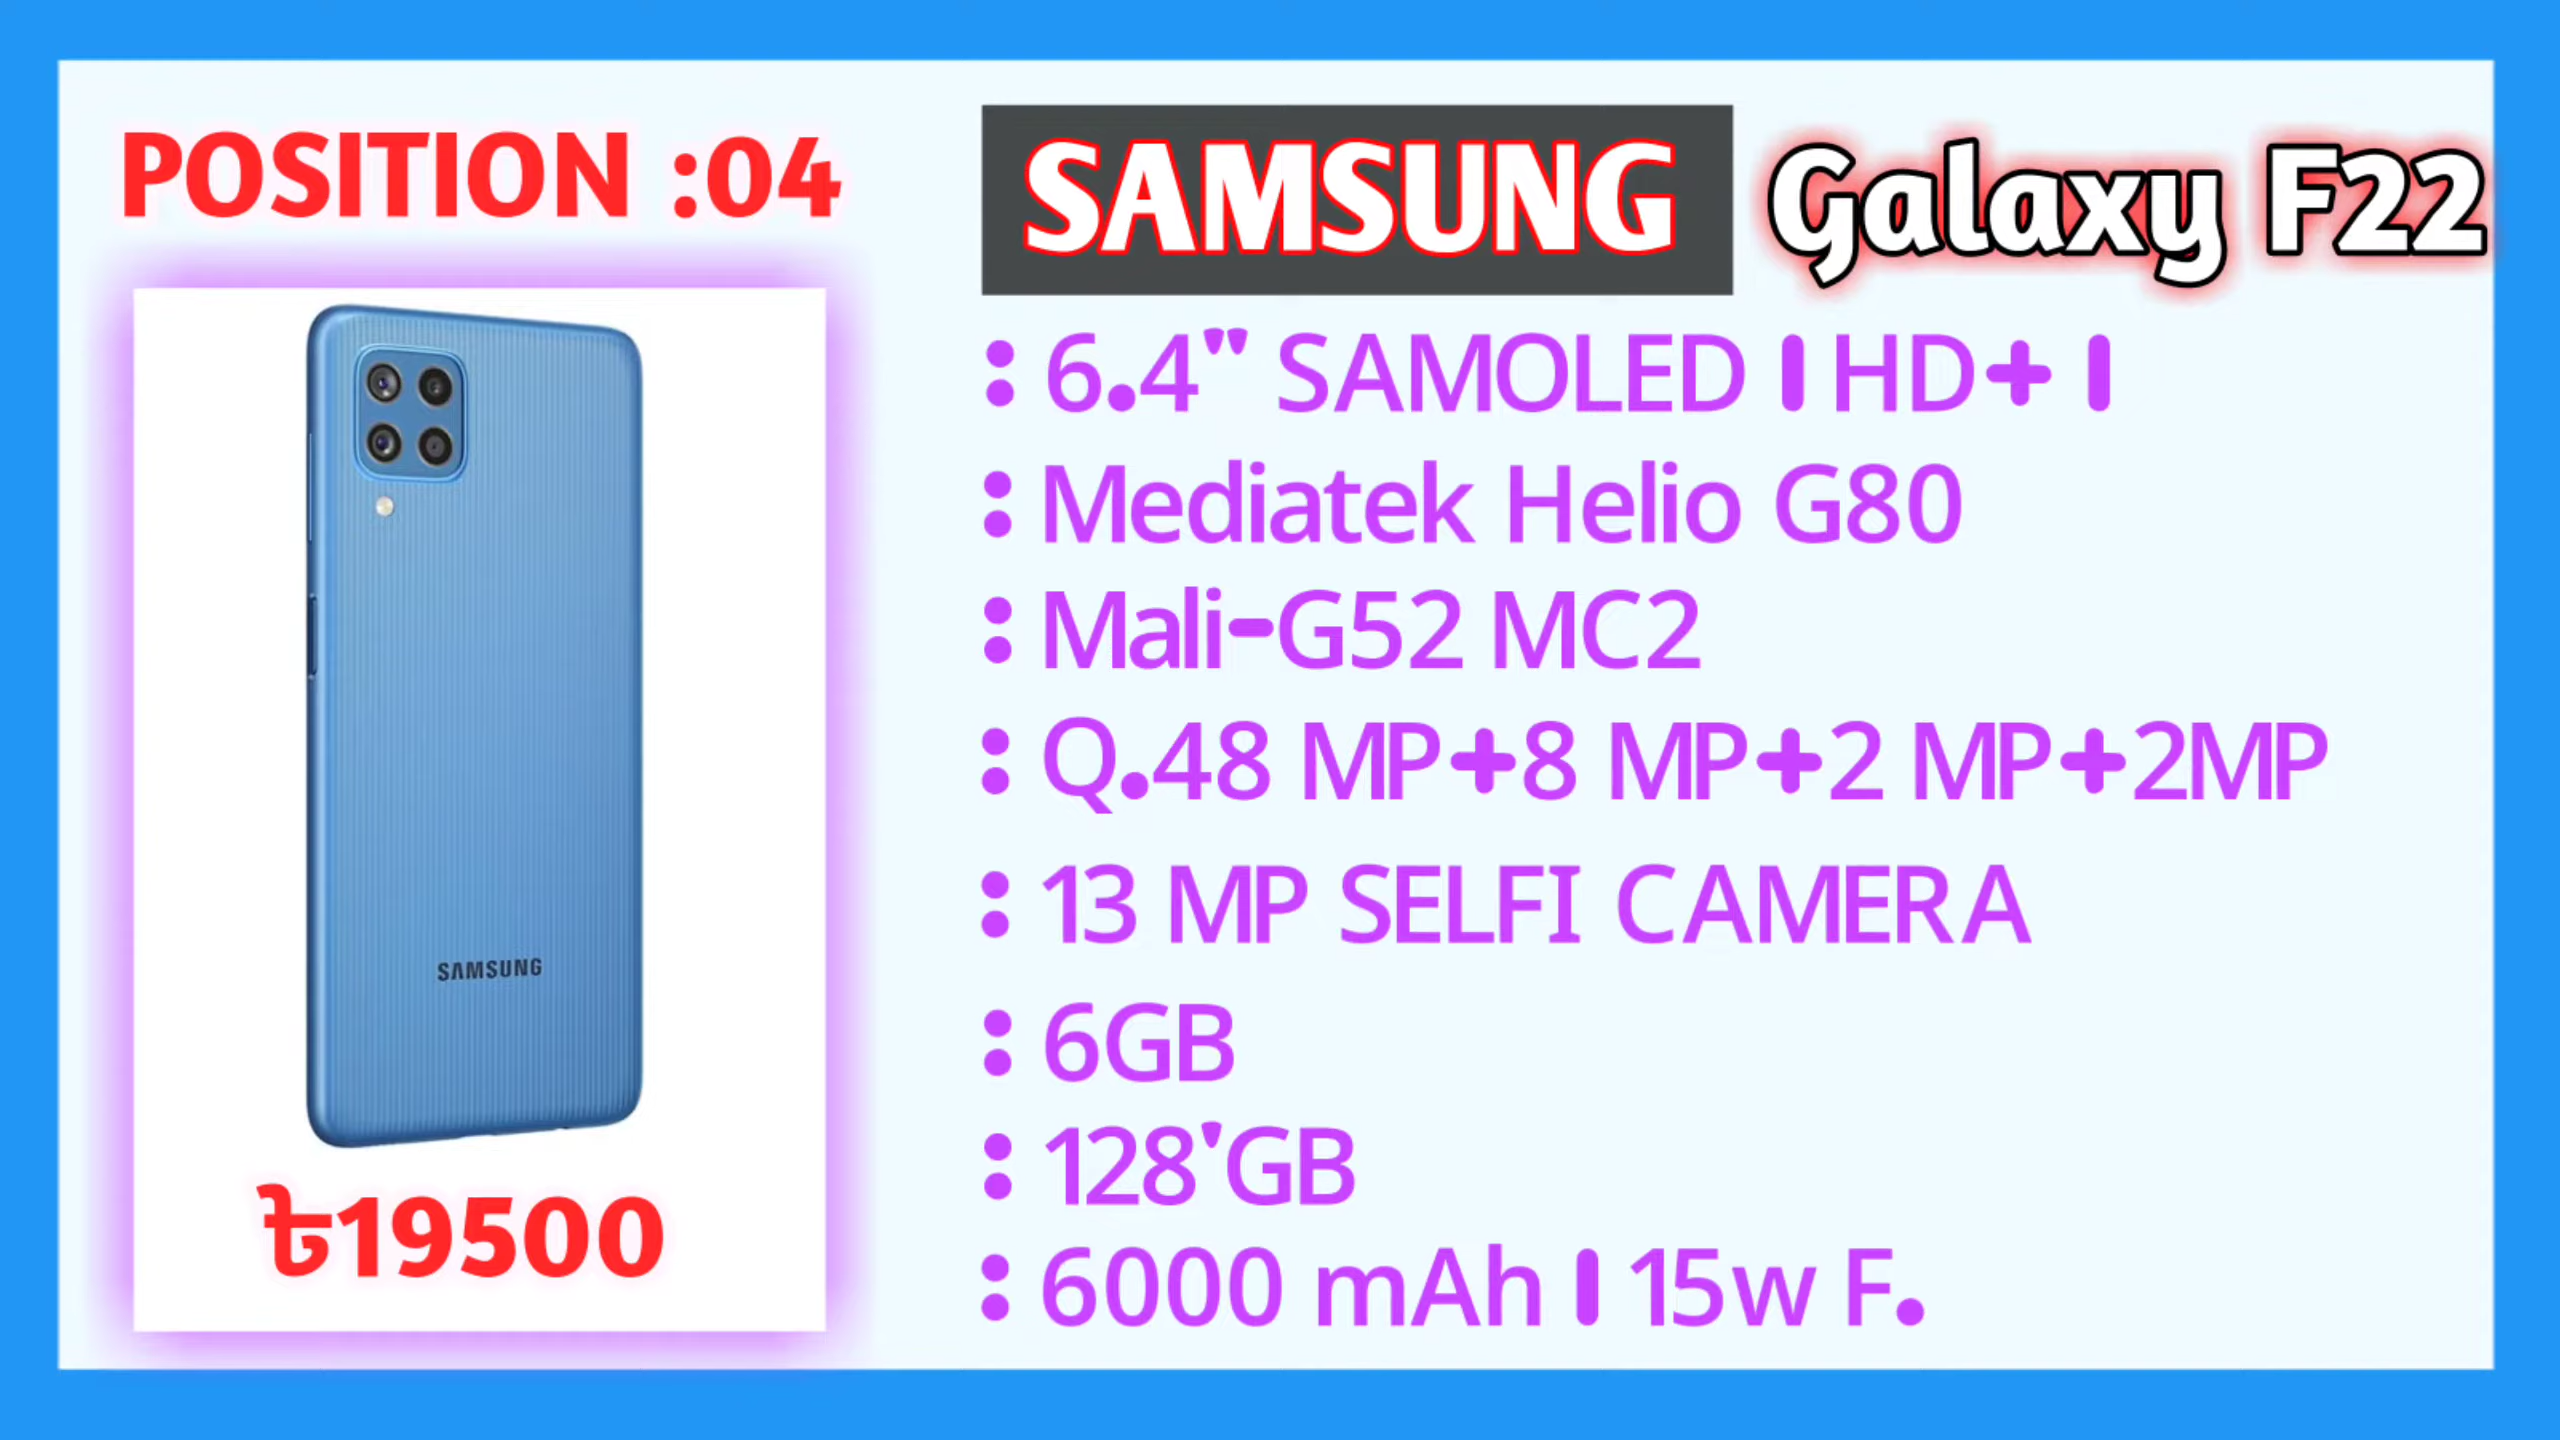 POSITION :04
SAMSUNG Galaxy F22
: 6.4" SAMOLED | HD+ |
: Mediatek Helio G80
: Mali-G52 MC2
: Q.48 MP+8 MP+2 MP+2MP
: 13 MP SELFI CAMERA
: 6GB
: 128'GB
: 6000 mAh | 15w F.
SAMSUNG
৳19500